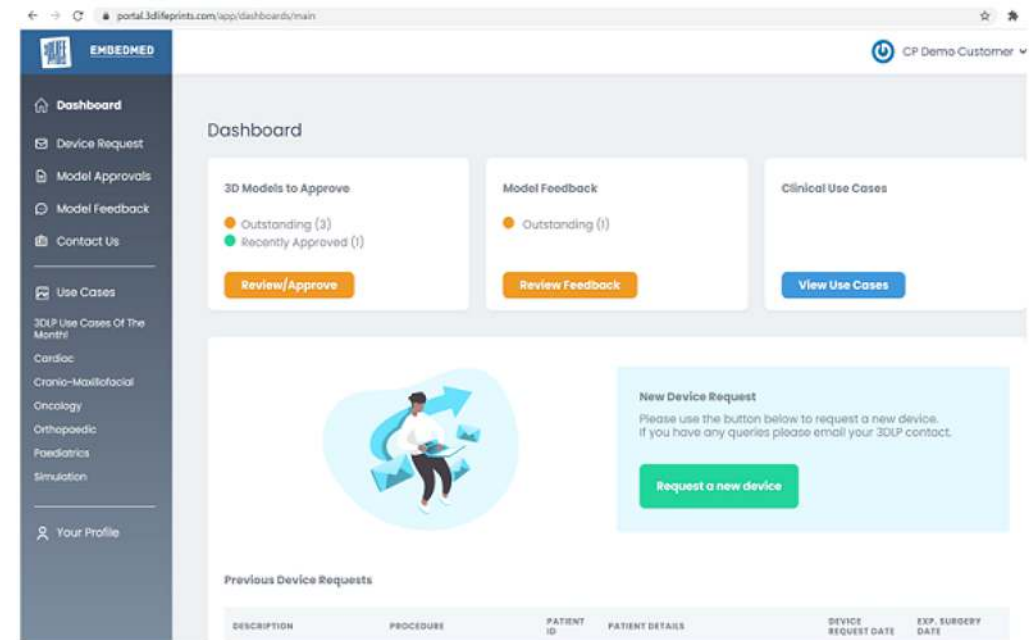 portal.3dlifeprints.com/app/dashboards/main
EMBEDMED
CP Demo Customer
Dashboard
Device Request
Model Approvals
Model Feedback
Contact Us
Use Cases
3DLP Use Cases Of The
Month!
Cardiac
Cranio-Maxillofacial
Oncology
Orthopaedic
Paediatrics
Simulation
Your Profile
Dashboard
3D Models to Approve
Outstanding (3)
Recently Approved (1)
Review/Approve
Model Feedback
Outstanding (1)
Review Feedback
Clinical Use Cases
View Use Cases
New Device Request
Please use the button below to request a new device.
If you have any queries please email your 3DLP contact.
Request a new device
Previous Device Requests
DESCRIPTION
PROCEDURE
PATIENT
ID
PATIENT DETAILS
DEVICE
REQUEST DATE
EXP. SURGERY
DATE